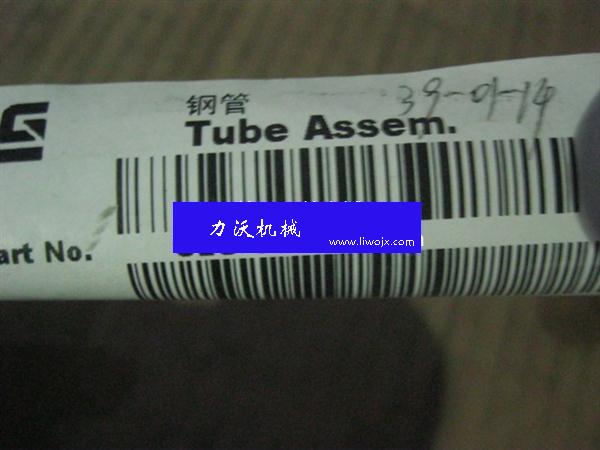 钢管
39-01-14
Tube Assem.
力沃机械
www.liwojx.com
art No.